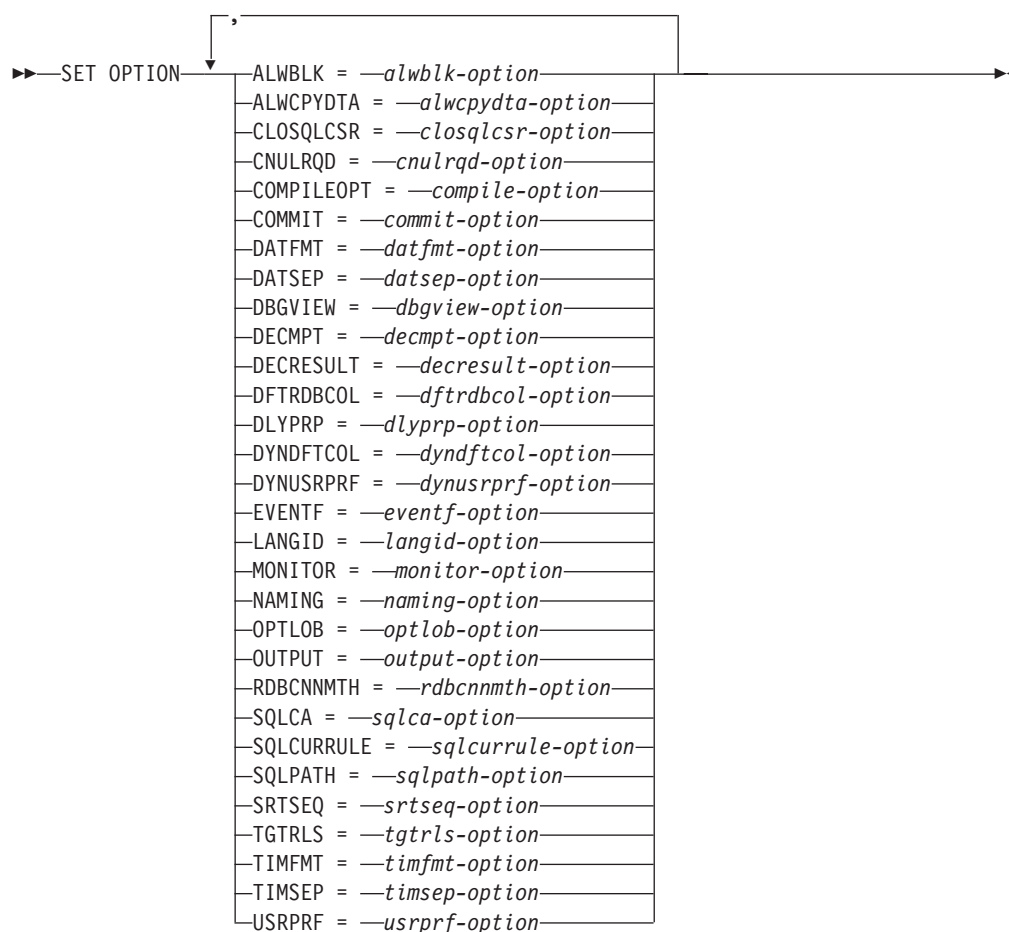 ,
SET OPTION ALWBLK = alwblk-option
ALWCPYDTA = alwcpydta-option
CLOSQLCSR = closqlcsr-option
CNULRQD = cnulrqd-option
COMPILEOPT = compile-option
COMMIT = commit-option
DATFMT = datfmt-option
DATSEP = datsep-option
DBGVIEW = dbgview-option
DECMPT = decmpt-option
DECRESULT = decresult-option
DFTRDBCOL = dftrdbcol-option
DLYPRP = dlyprp-option
DYNDFTCOL = dyndftcol-option
DYNUSRPRF = dynusrprf-option
EVENTF = eventf-option
LANGID = langid-option
MONITOR = monitor-option
NAMING = naming-option
OPTLOB = optlob-option
OUTPUT = output-option
RDBCNNMTH = rdbcnnmth-option
SQLCA = sqlca-option
SQLCURRULE = sqlcurrule-option
SQLPATH = sqlpath-option
SRTSEQ = srtseq-option
TGTRLS = tgtrls-option
TIMFMT = timfmt-option
TIMSEP = timsep-option
USRPRF = usrprf-option